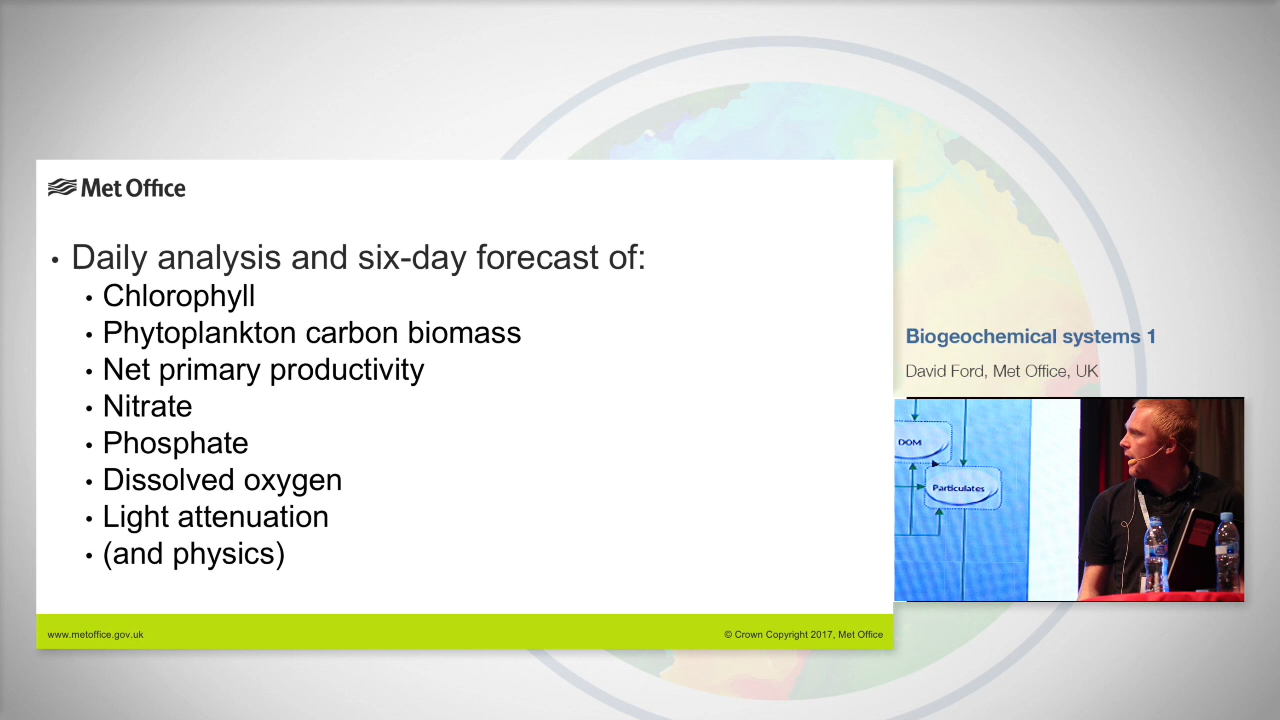 Met Office
• Daily analysis and six-day forecast of:
• Chlorophyll
• Phytoplankton carbon biomass
• Net primary productivity
• Nitrate
• Phosphate
• Dissolved oxygen
• Light attenuation
• (and physics)
www.metoffice.gov.uk
© Crown Copyright 2017, Met Office
Biogeochemical systems 1
David Ford, Met Office, UK
DOM
Particulates